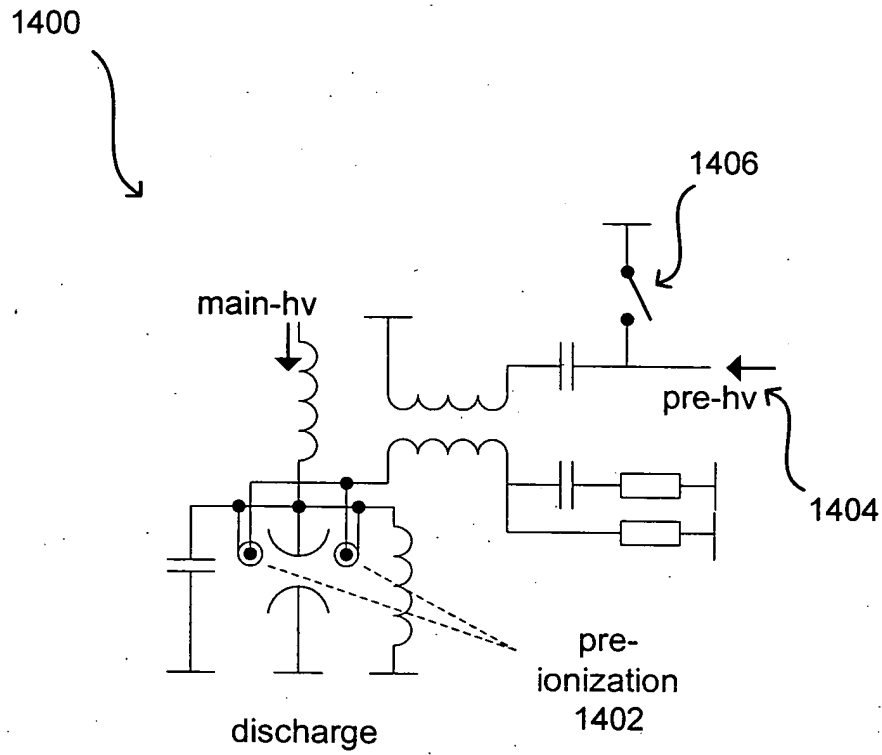 1400
1406
main-hv
pre-hv
1404
pre-
ionization
1402
discharge